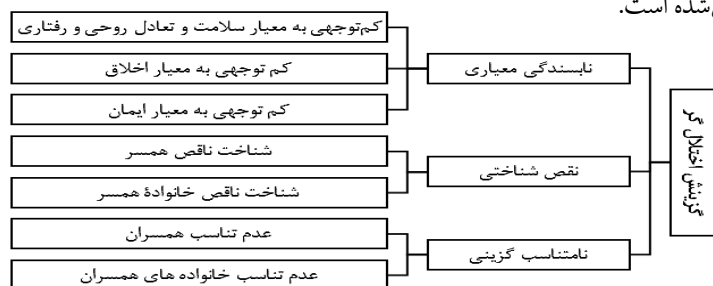 شده است.
گزینش اختلال گر
نابسندگی معیاری
کم‌توجهی به معیار سلامت و تعادل روحی و رفتاری
کم توجهی به معیار اخلاق
کم توجهی به معیار ایمان
نقص شناختی
شناخت ناقص همسر
شناخت ناقص خانوادۀ همسر
نامتناسب گزینی
عدم تناسب همسران
عدم تناسب خانواده های همسران